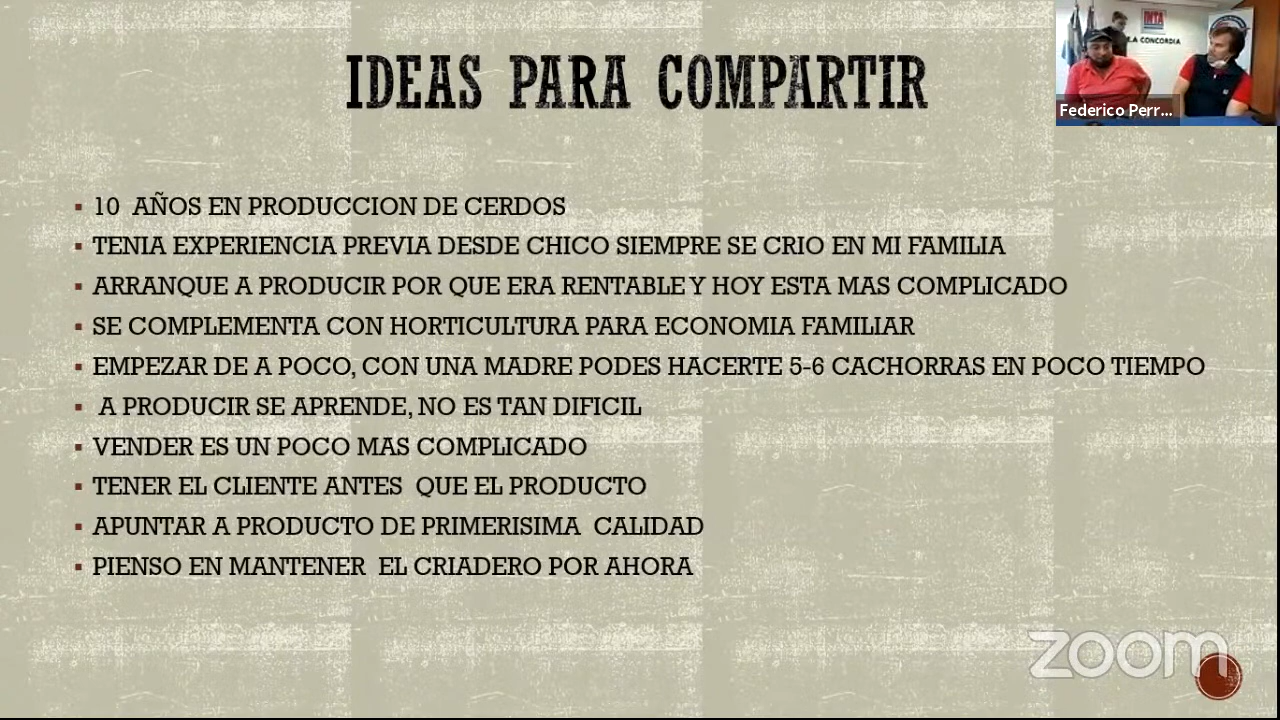 IDEAS PARA COMPARTIR
INTA
LA CONCORDIA
Federico Perr...
10 AÑOS EN PRODUCCION DE CERDOS
TENIA EXPERIENCIA PREVIA DESDE CHICO SIEMPRE SE CRIO EN MI FAMILIA
ARRANQUE A PRODUCIR POR QUE ERA RENTABLE Y HOY ESTA MAS COMPLICADO
SE COMPLEMENTA CON HORTICULTURA PARA ECONOMIA FAMILIAR
EMPEZAR DE A POCO, CON UNA MADRE PODES HACERTE 5-6 CACHORRAS EN POCO TIEMPO
A PRODUCIR SE APRENDE, NO ES TAN DIFICIL
VENDER ES UN POCO MAS COMPLICADO
TENER EL CLIENTE ANTES QUE EL PRODUCTO
APUNTAR A PRODUCTO DE PRIMERISIMA CALIDAD
PIENSO EN MANTENER EL CRIADERO POR AHORA
zoom